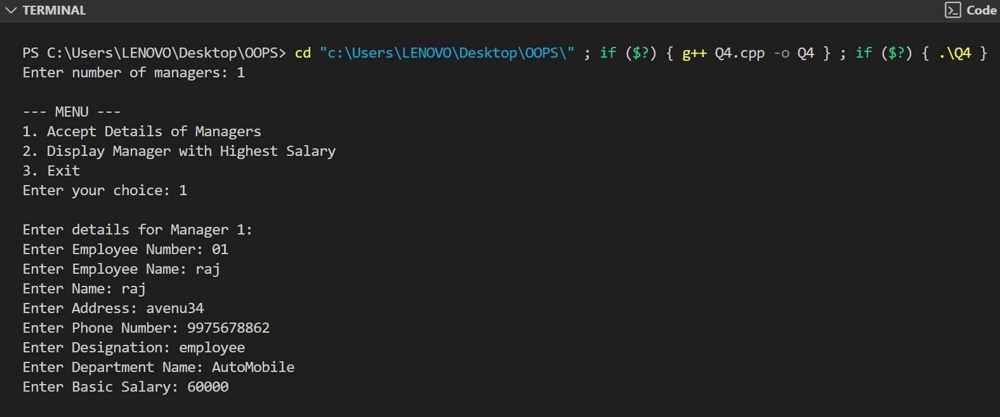 TERMINAL
Code
PS C:\Users\LENOVO\Desktop\OOPS> cd "c:\Users\LENOVO\Desktop\OOPS\" ; if ($?) { g++ Q4.cpp -o Q4 } ; if ($?) { .\Q4 }
Enter number of managers: 1
--- MENU ---
1. Accept Details of Managers
2. Display Manager with Highest Salary
3. Exit
Enter your choice: 1
Enter details for Manager 1:
Enter Employee Number: 01
Enter Employee Name: raj
Enter Name: raj
Enter Address: avenu34
Enter Phone Number: 9975678862
Enter Designation: employee
Enter Department Name: AutoMobile
Enter Basic Salary: 60000